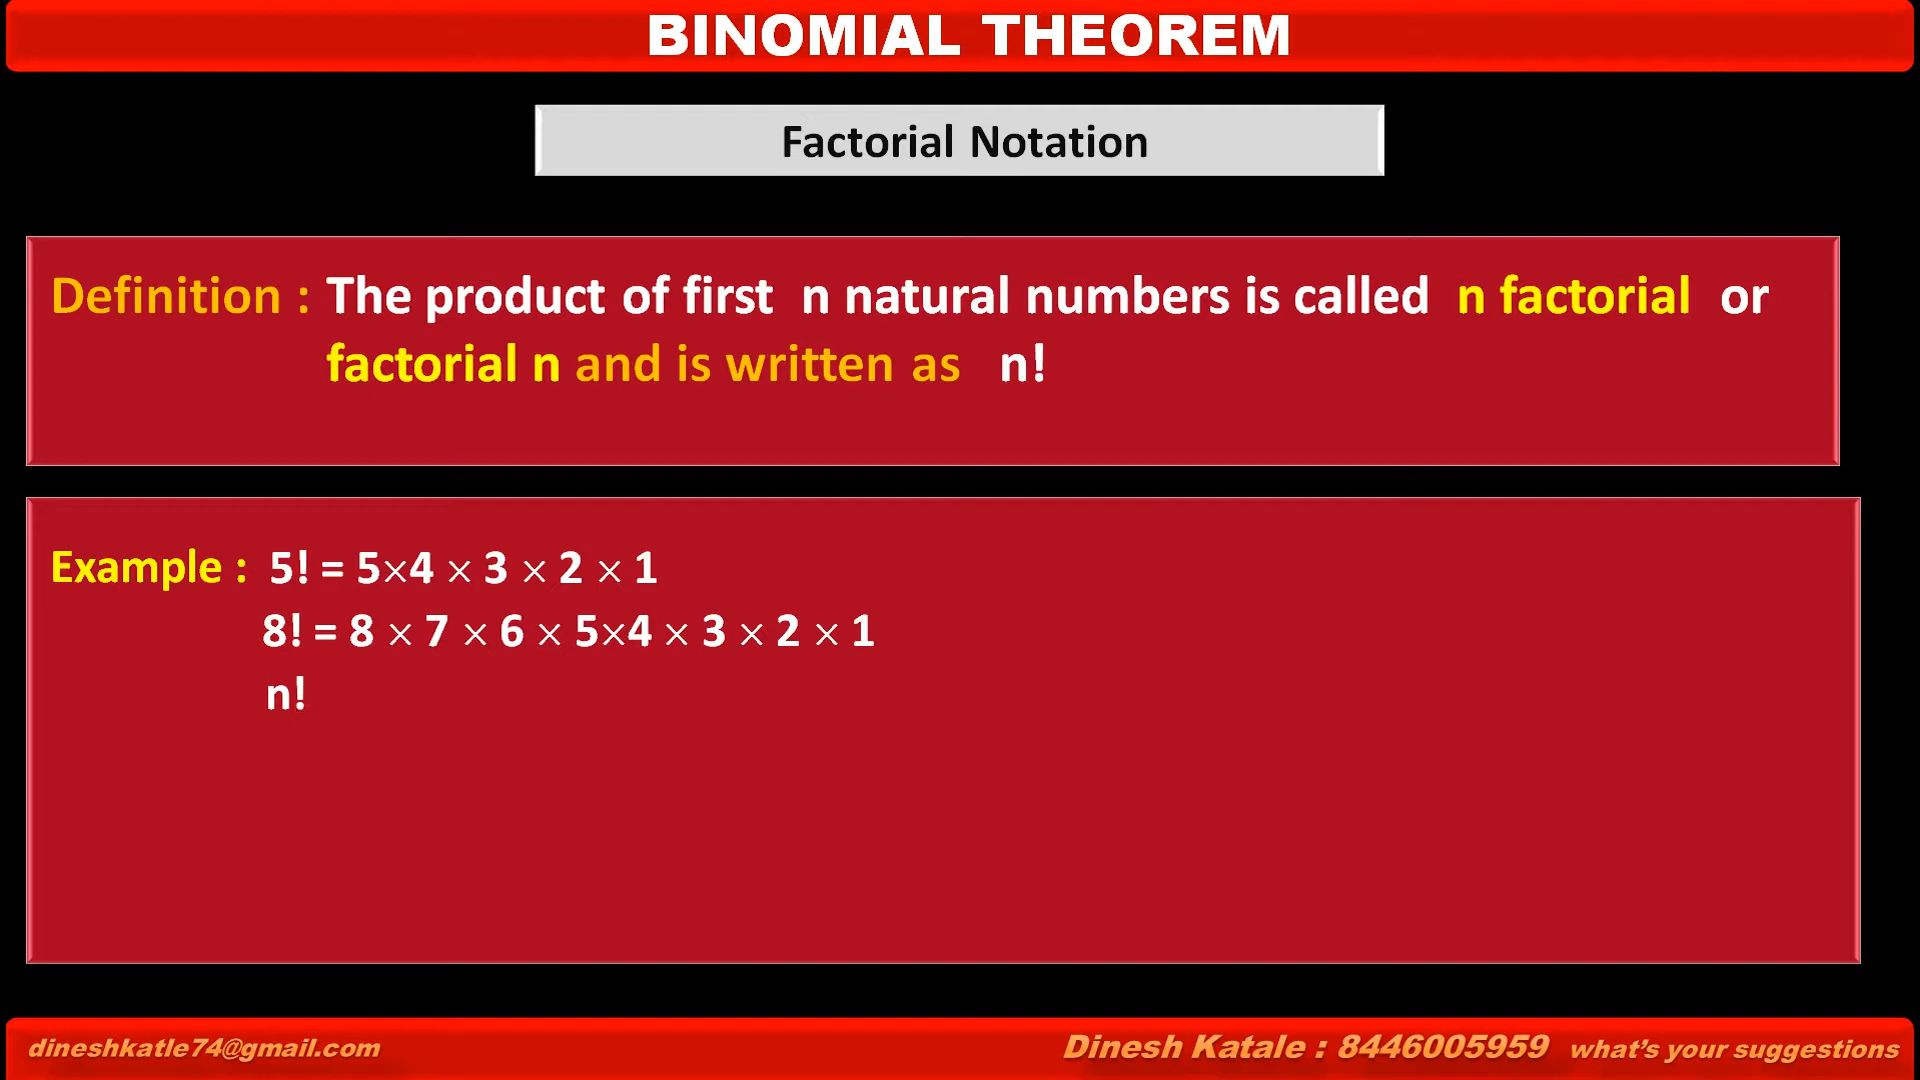 BINOMIAL THEOREM
Factorial Notation
Definition : The product of first n natural numbers is called n factorial or
factorial n and is written as n!
Example : 5! = 5×4 × 3 × 2 × 1
8! = 8 × 7 × 6 × 5×4 × 3 × 2 × 1
n!
dineshkatle74@gmail.com
Dinesh Katale : 8446005959 what's your suggestions